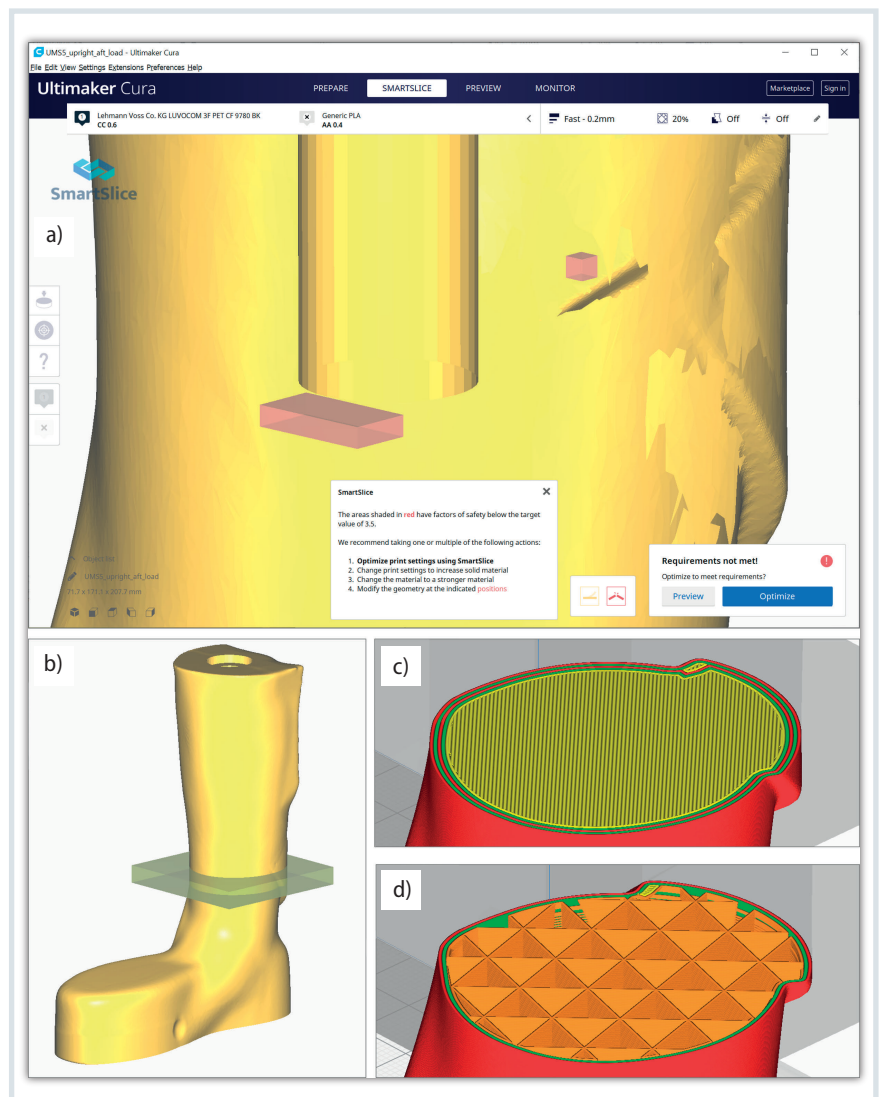 UMS5_upright_aft_load - Ultimaker Cura
File Edit View Settings Extensions Preferences Help
Ultimaker Cura
PREPARE SMARTSLICE PREVIEW MONITOR
Marketplace Sign in
Lehmann Voss Co. KG LUVOCOM 3F PET CF 9780 BK
CC 0.6
Generic PLA
AA 0.4
Fast - 0.2mm
20%
Off
Off
SmartSlice
a)
?
SmartSlice
The areas shaded in red have factors of safety below the target
value of 3.5.
We recommend taking one or multiple of the following actions:
1. Optimize print settings using SmartSlice
2. Change print settings to increase solid material
3. Change the material to a stronger material
4. Modify the geometry at the indicated positions
Requirements not met!
Optimize to meet requirements?
Preview Optimize
Object list
UMS5_upright_aft_load
b)
c)
d)